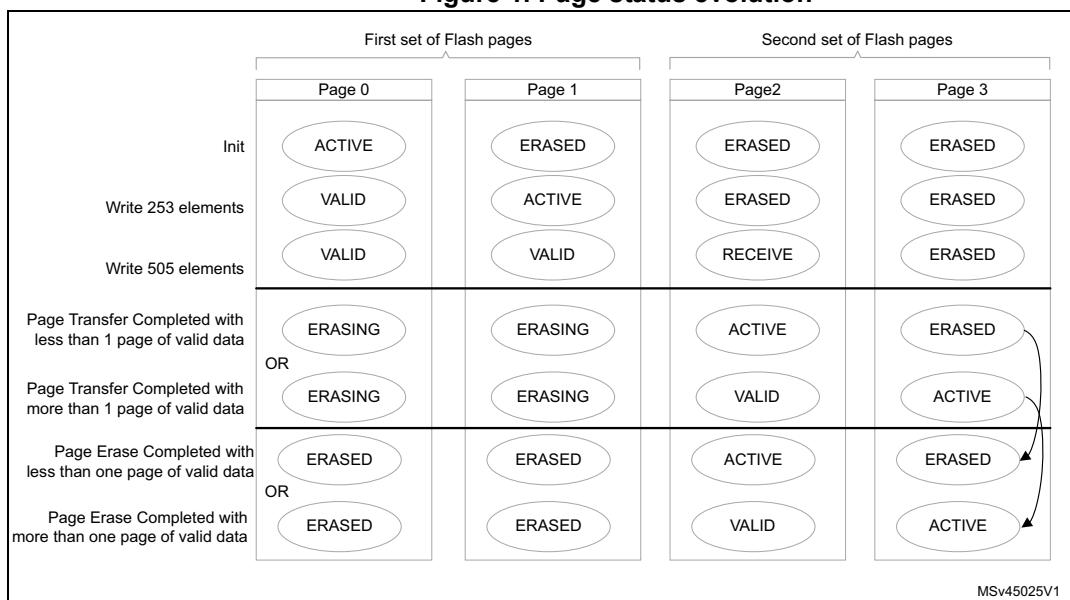 First set of Flash pages Second set of Flash pages
Page 0 Page 1 Page2 Page 3
Init ACTIVE ERASED ERASED ERASED
Write 253 elements VALID ACTIVE ERASED ERASED
Write 505 elements VALID VALID RECEIVE ERASED
Page Transfer Completed with
less than 1 page of valid data ERASING ERASING ACTIVE ERASED
OR
Page Transfer Completed with
more than 1 page of valid data ERASING ERASING VALID ACTIVE
Page Erase Completed with
less than one page of valid data ERASED ERASED ACTIVE ERASED
OR
Page Erase Completed with
more than one page of valid data ERASED ERASED VALID ACTIVE
MSv45025V1